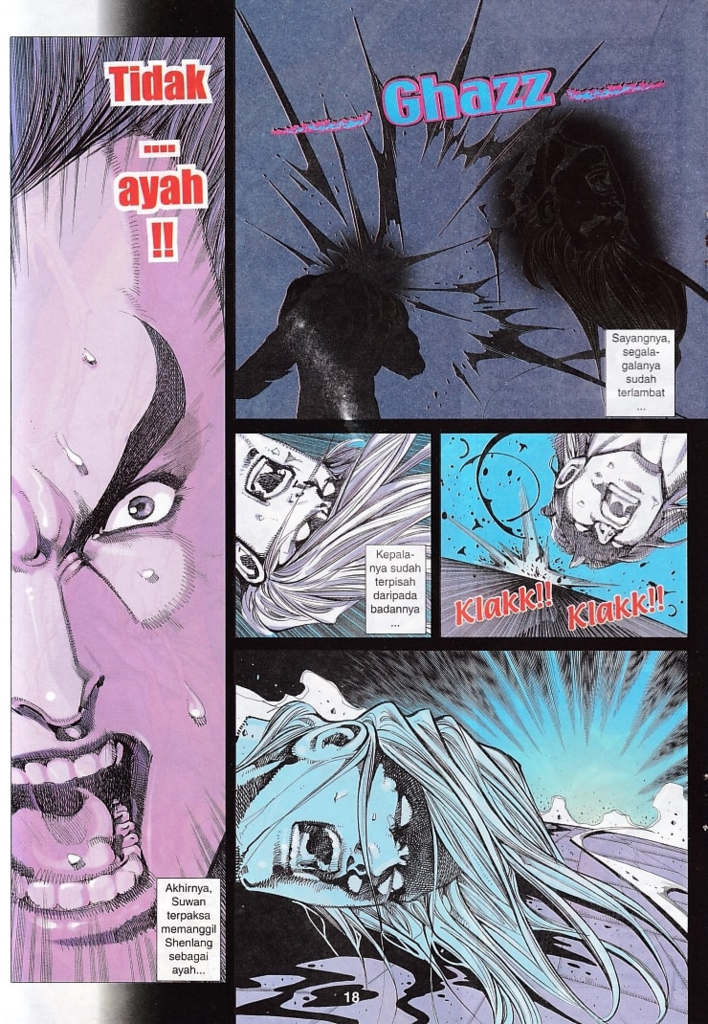 Tidak
....
ayah
!!
Akhirnya,
Suwan
terpaksa
memanggil
Shenlang
sebagai
ayah...
Ghazz
Sayangnya,
segala-
galanya
sudah
terlambat
...
Kepala-
nya sudah
terpisah
daripada
badannya
...
Klakk!! Klakk!!
18